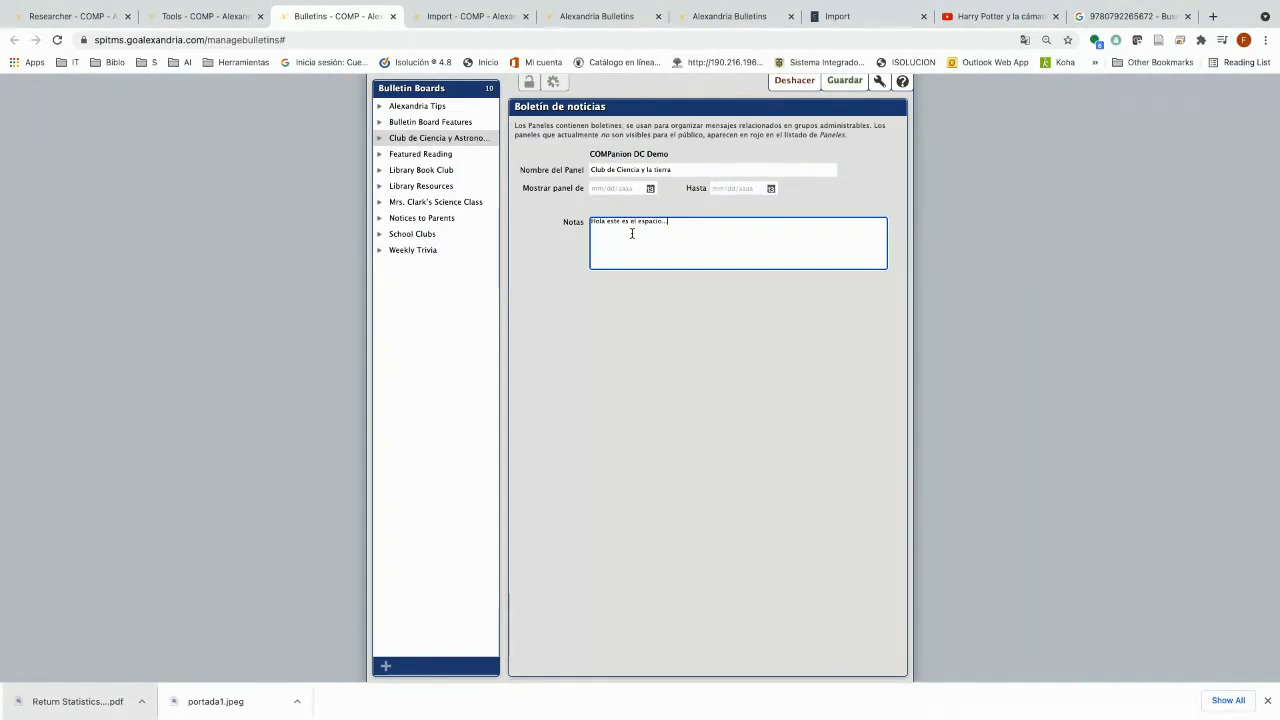 Researcher - COMP - A
Tools - COMP - Alexan
Bulletins - COMP - Ale
Import - COMP - Alexan
Alexandria Bulletins
Alexandria Bulletins
Import
Harry Potter y la cáma
9780792265672 - Bus
spitms.goalexandria.com/managebulletins#
6
F
Apps
IT
Biblo
S
AI
Herramientas
Inicia sesión: Cue...
Isolución ® 4.8
Inicio
Mi cuenta
Catálogo en línea...
http://190.216.196...
Sistema Integrado...
ISOLUCION
Outlook Web App
Koha
»
Other Bookmarks
Reading List
Bulletin Boards 10
Alexandria Tips
Bulletin Board Features
Club de Ciencia y Astrono...
Featured Reading
Library Book Club
Library Resources
Mrs. Clark's Science Class
Notices to Parents
School Clubs
Weekly Trivia
Deshacer
Guardar
Boletín de noticias
Los Paneles contienen boletines; se usan para organizar mensajes relacionados en grupos administrables. Los
paneles que actualmente no son visibles para el público, aparecen en rojo en el listado de Paneles.
COMPanion DC Demo
Nombre del Panel Club de Ciencia y la tierra
Mostrar panel de mm/dd/aaaa Hasta mm/dd/aaaa
Notas Hola este es el espacio...
Return Statistics....pdf
portada1.jpeg
Show All